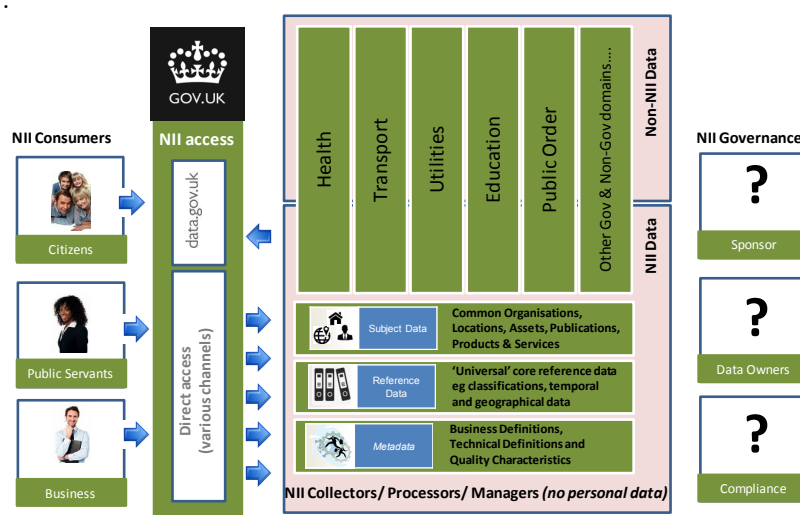 .
GOV.UK
NII Consumers
Citizens
Public Servants
Business
NII access
data.gov.uk
Direct access
(various channels)
Health
Transport
Utilities
Education
Public Order
Other Gov & Non-Gov domains....
Non-NII Data
NII Data
Subject Data
Common Organisations,
Locations, Assets, Publications,
Products & Services
Reference
Data
‘Universal’ core reference data
eg classifications, temporal
and geographical data
Metadata
Business Definitions,
Technical Definitions and
Quality Characteristics
NII Collectors/ Processors/ Managers (no personal data)
NII Governance
?
Sponsor
?
Data Owners
?
Compliance